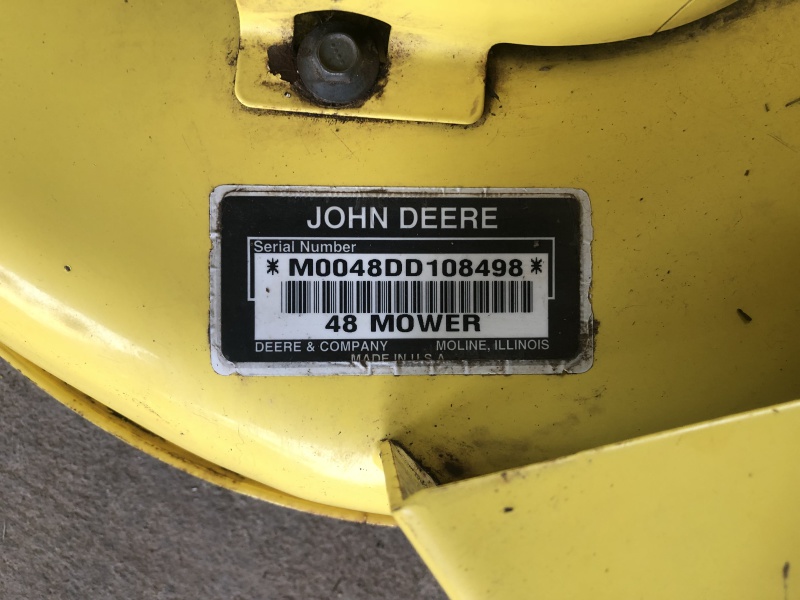 JOHN DEERE
Serial Number
* M0048DD108498 *
48 MOWER
DEERE & COMPANY MOLINE, ILLINOIS
MADE IN U.S.A